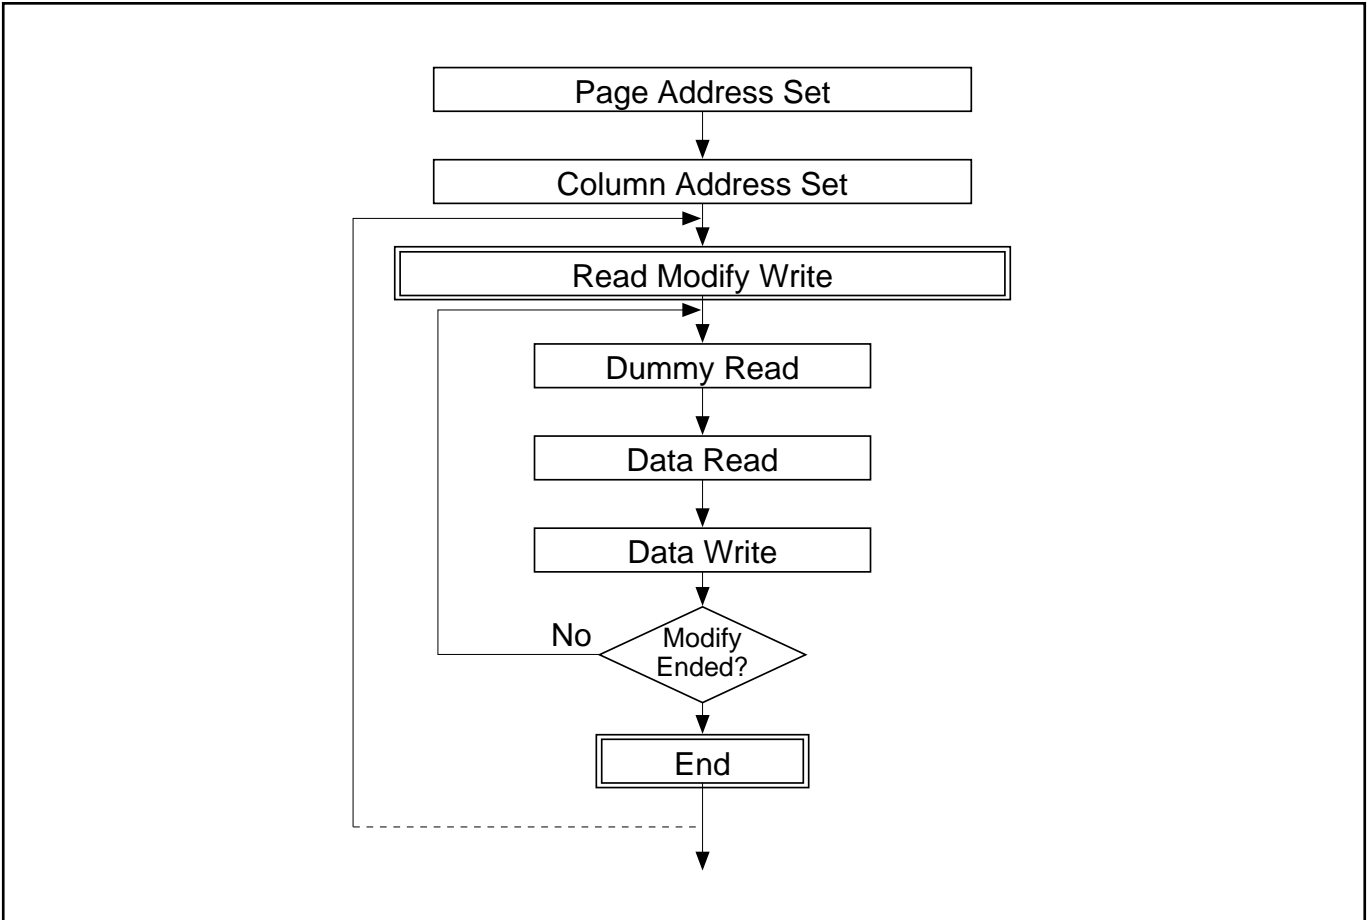 Page Address Set
Column Address Set
Read Modify Write
Dummy Read
Data Read
Data Write
No
Modify
Ended?
End